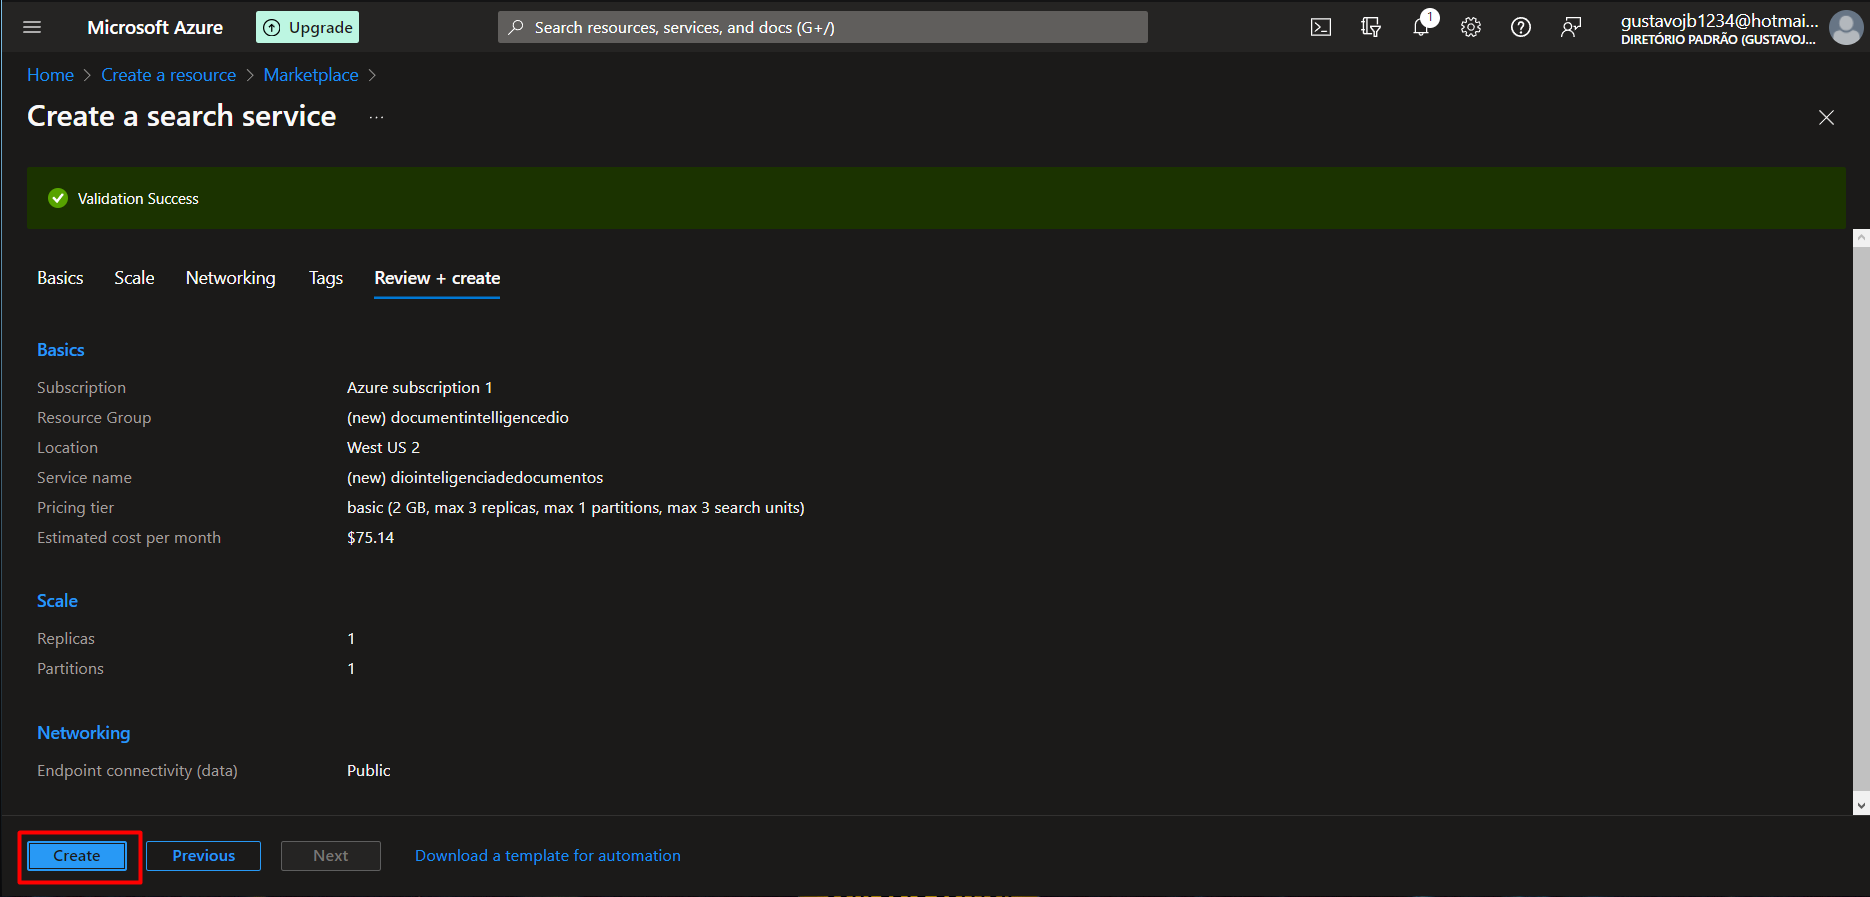 Microsoft Azure
Upgrade
Search resources, services, and docs (G+/)
1
gustavojb1234@hotmai...
DIRETÓRIO PADRÃO (GUSTAVOJ...
Home > Create a resource > Marketplace >
Create a search service ...
Validation Success
Basics Scale Networking Tags Review + create
Basics
Subscription Azure subscription 1
Resource Group (new) documentintelligencedio
Location West US 2
Service name (new) diointeligenciadedocumentos
Pricing tier basic (2 GB, max 3 replicas, max 1 partitions, max 3 search units)
Estimated cost per month $75.14
Scale
Replicas 1
Partitions 1
Networking
Endpoint connectivity (data) Public
Create Previous Next Download a template for automation